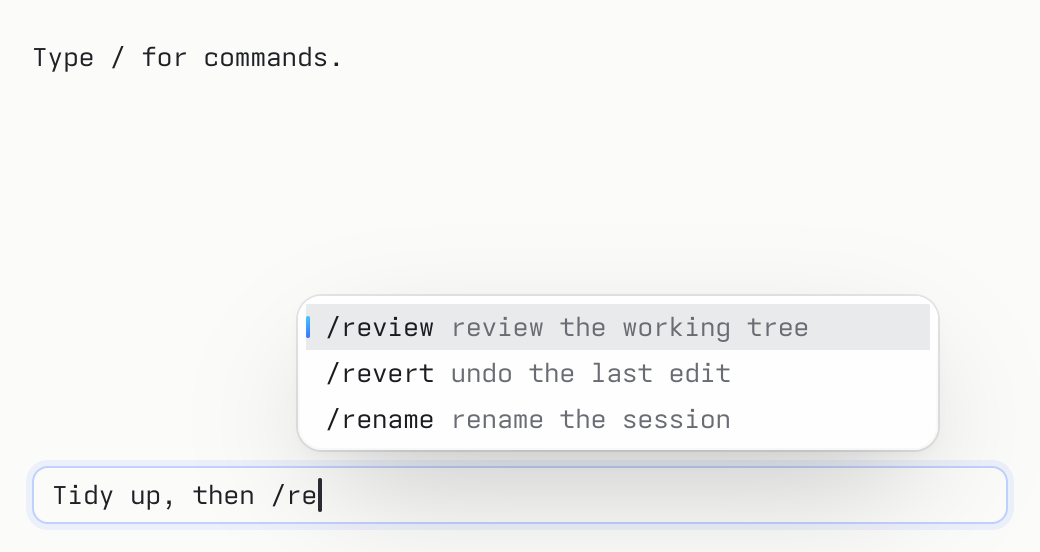 Type / for commands.
/review review the working tree
/revert undo the last edit
/rename rename the session
Tidy up, then /re